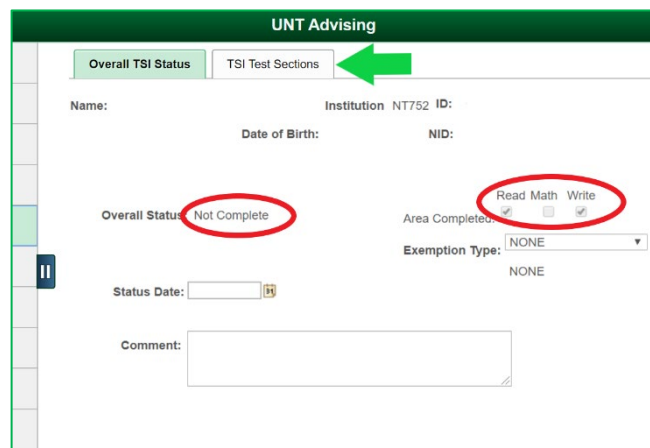 UNT Advising
Overall TSI Status TSI Test Sections
Name: Institution NT752 ID:
Date of Birth: NID:
Read Math Write
Overall Status: Not Complete Area Completed:
Exemption Type: NONE
NONE
Status Date: 31
Comment: